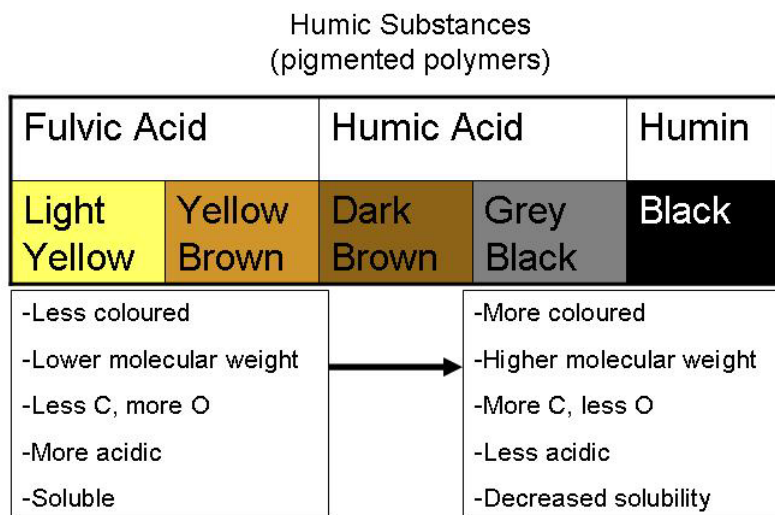 Humic Substances
(pigmented polymers)
Fulvic Acid
Humic Acid
Humin
Light
Yellow
Yellow
Brown
Dark
Brown
Grey
Black
Black
-Less coloured
-Lower molecular weight
-Less C, more O
-More acidic
-Soluble
-More coloured
-Higher molecular weight
-More C, less O
-Less acidic
-Decreased solubility